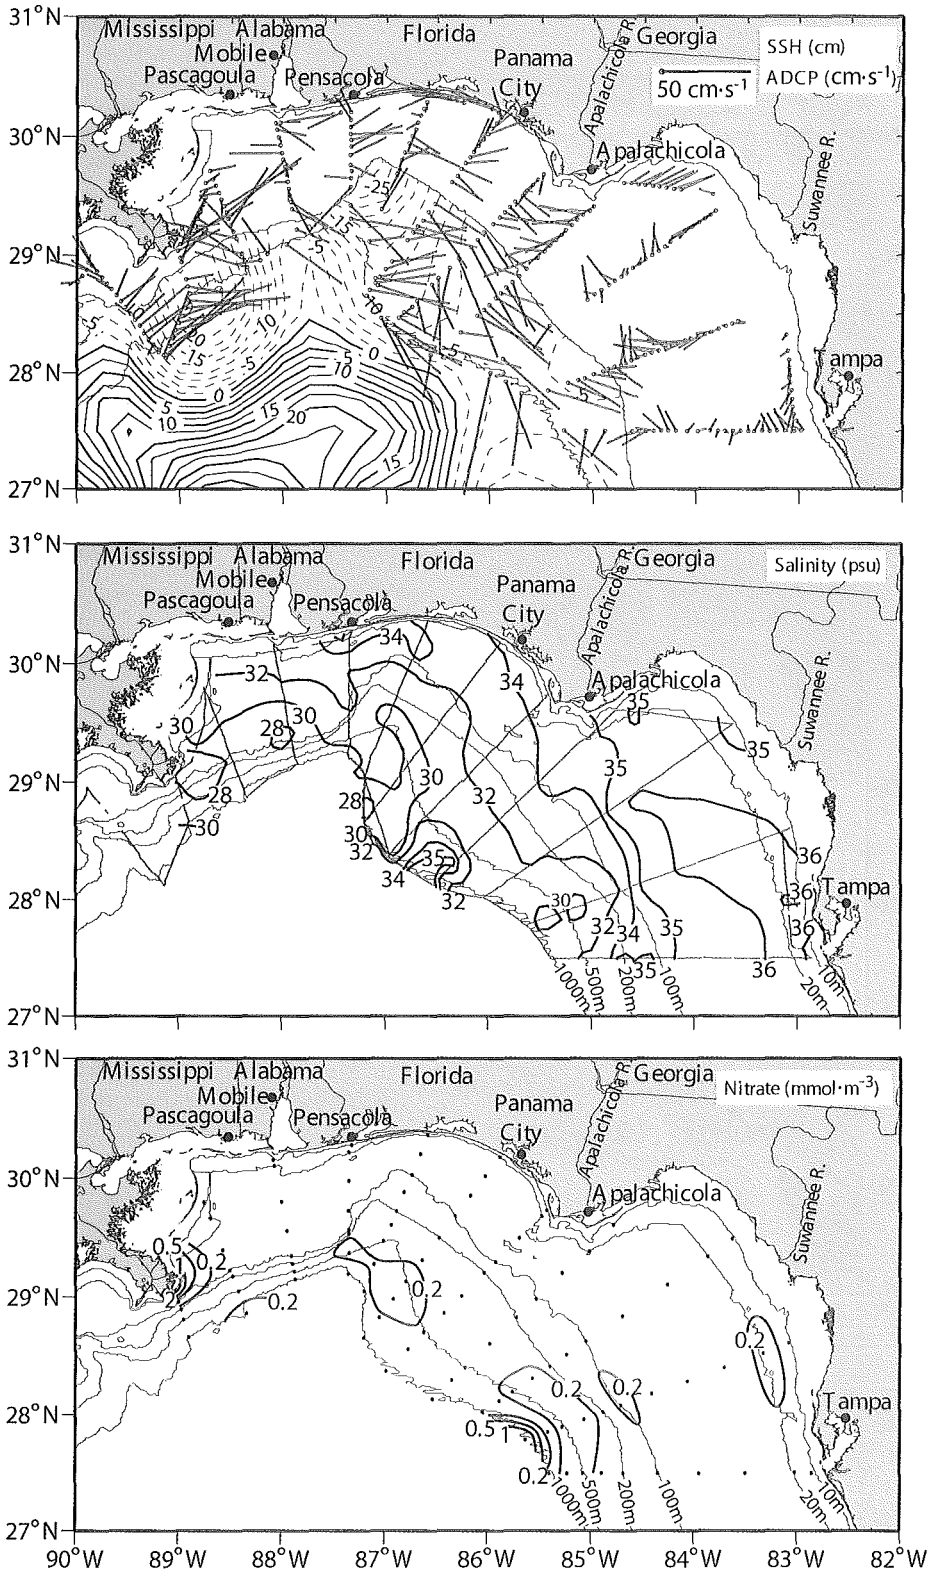 31°N
Mississippi Alabama
Florida
Georgia
SSH (cm)
Mobile
Panama
City
Pascagoula
Pensacola
Apalachicola R.
ADCP (cm·s-1)
50 cm·s-1
30°N
Apalachicola
Suwannee R.
-25
-15
-5
29°N
-10
-5
10
-20
-15
-5
0
5
10
-5
28°N
Tampa
0
5
10
15
20
5
15
27°N
31°N
Mississippi Alabama
Florida
Georgia
Salinity (psu)
Mobile
Panama
City
Pascagoula
Pensacola
Apalachicola R.
34
30°N
32
34
Apalachicola
35
Suwannee R.
30
28
30
35
29°N
28
30
28
30
32
35
30
32
35
34
36
32
28°N
30
36
Tampa
32
34
35
36
35
36
1000m
500m
200m
100m
20m
10m
27°N
31°N
Mississippi Alabama
Florida
Georgia
Nitrate (mmol·m-3)
Mobile
Panama
City
Pascagoula
Pensacola
Apalachicola R.
30°N
Apalachicola
Suwannee R.
0.5
1
0.2
2
29°N
0.2
0.2
0.2
0.2
0.2
28°N
Tampa
0.5
1
0.2
1000m
500m
200m
100m
20m
10m
27°N
90°W 89°W 88°W 87°W 86°W 85°W 84°W 83°W 82°W